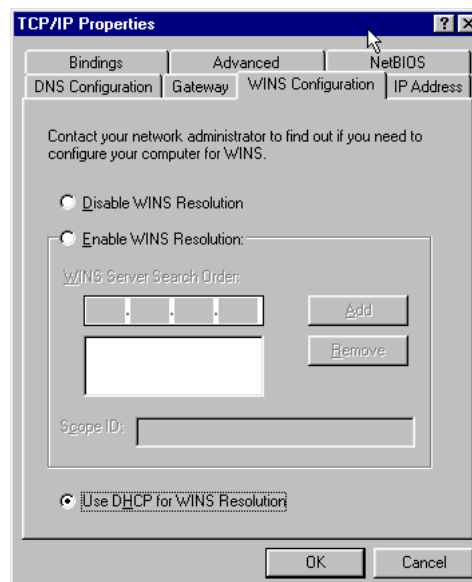 TCP/IP Properties
Bindings Advanced NetBIOS
DNS Configuration Gateway WINS Configuration IP Address
Contact your network administrator to find out if you need to
configure your computer for WINS.
Disable WINS Resolution
Enable WINS Resolution:
WINS Server Search Order:
Add
Remove
Scope ID:
Use DHCP for WINS Resolution
OK Cancel